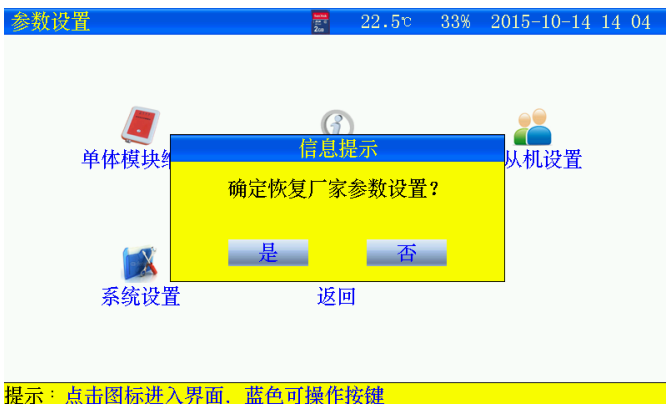 参数设置 22.5℃ 33% 2015-10-14 14 04
信息提示
单体模块 从机设置
确定恢复厂家参数设置?
是 否
系统设置 返回
提示:点击图标进入界面. 蓝色可操作按键